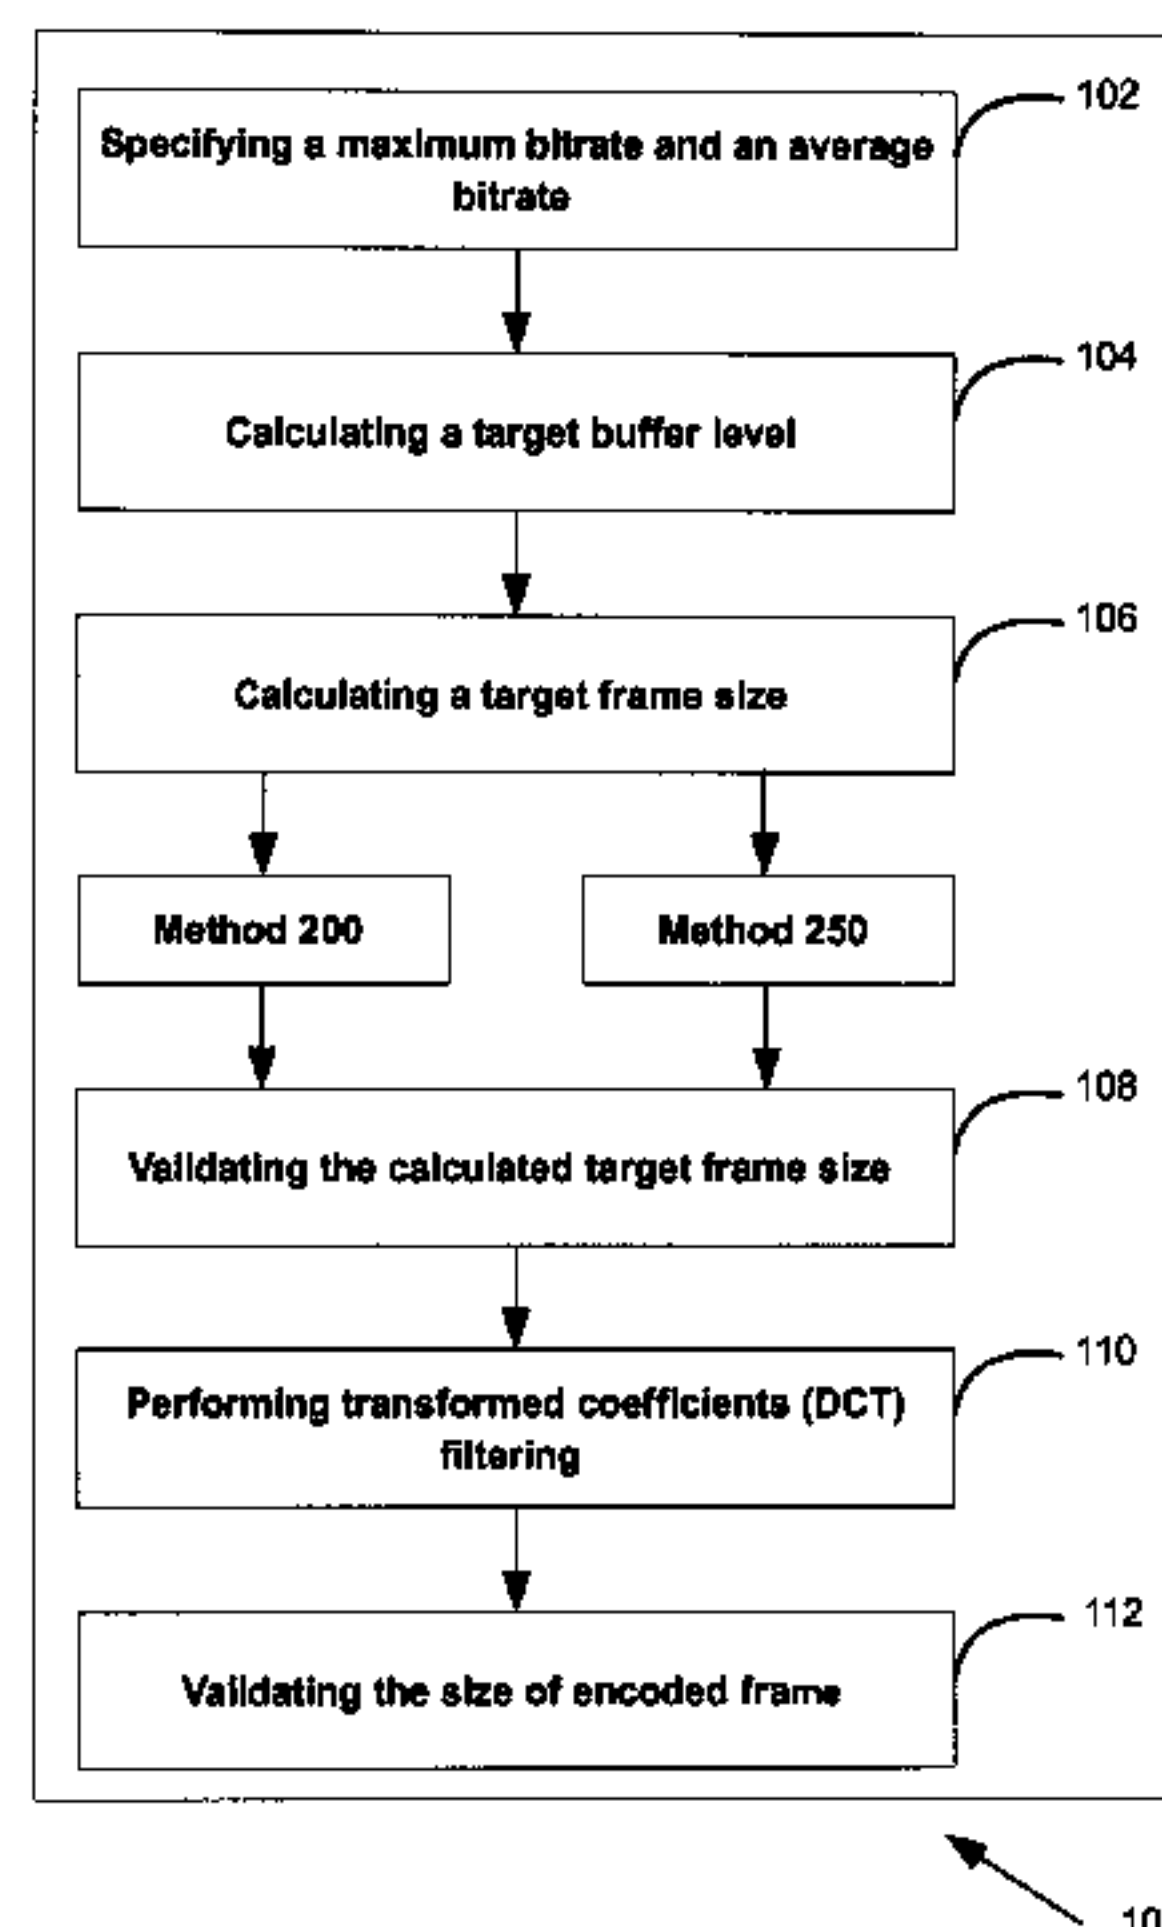 102
Specifying a maximum bitrate and an average
bitrate
104
Calculating a target buffer level
106
Calculating a target frame size
Method 200
Method 250
108
Validating the calculated target frame size
110
Performing transformed coefficients (DCT)
filtering
112
Validating the size of encoded frame